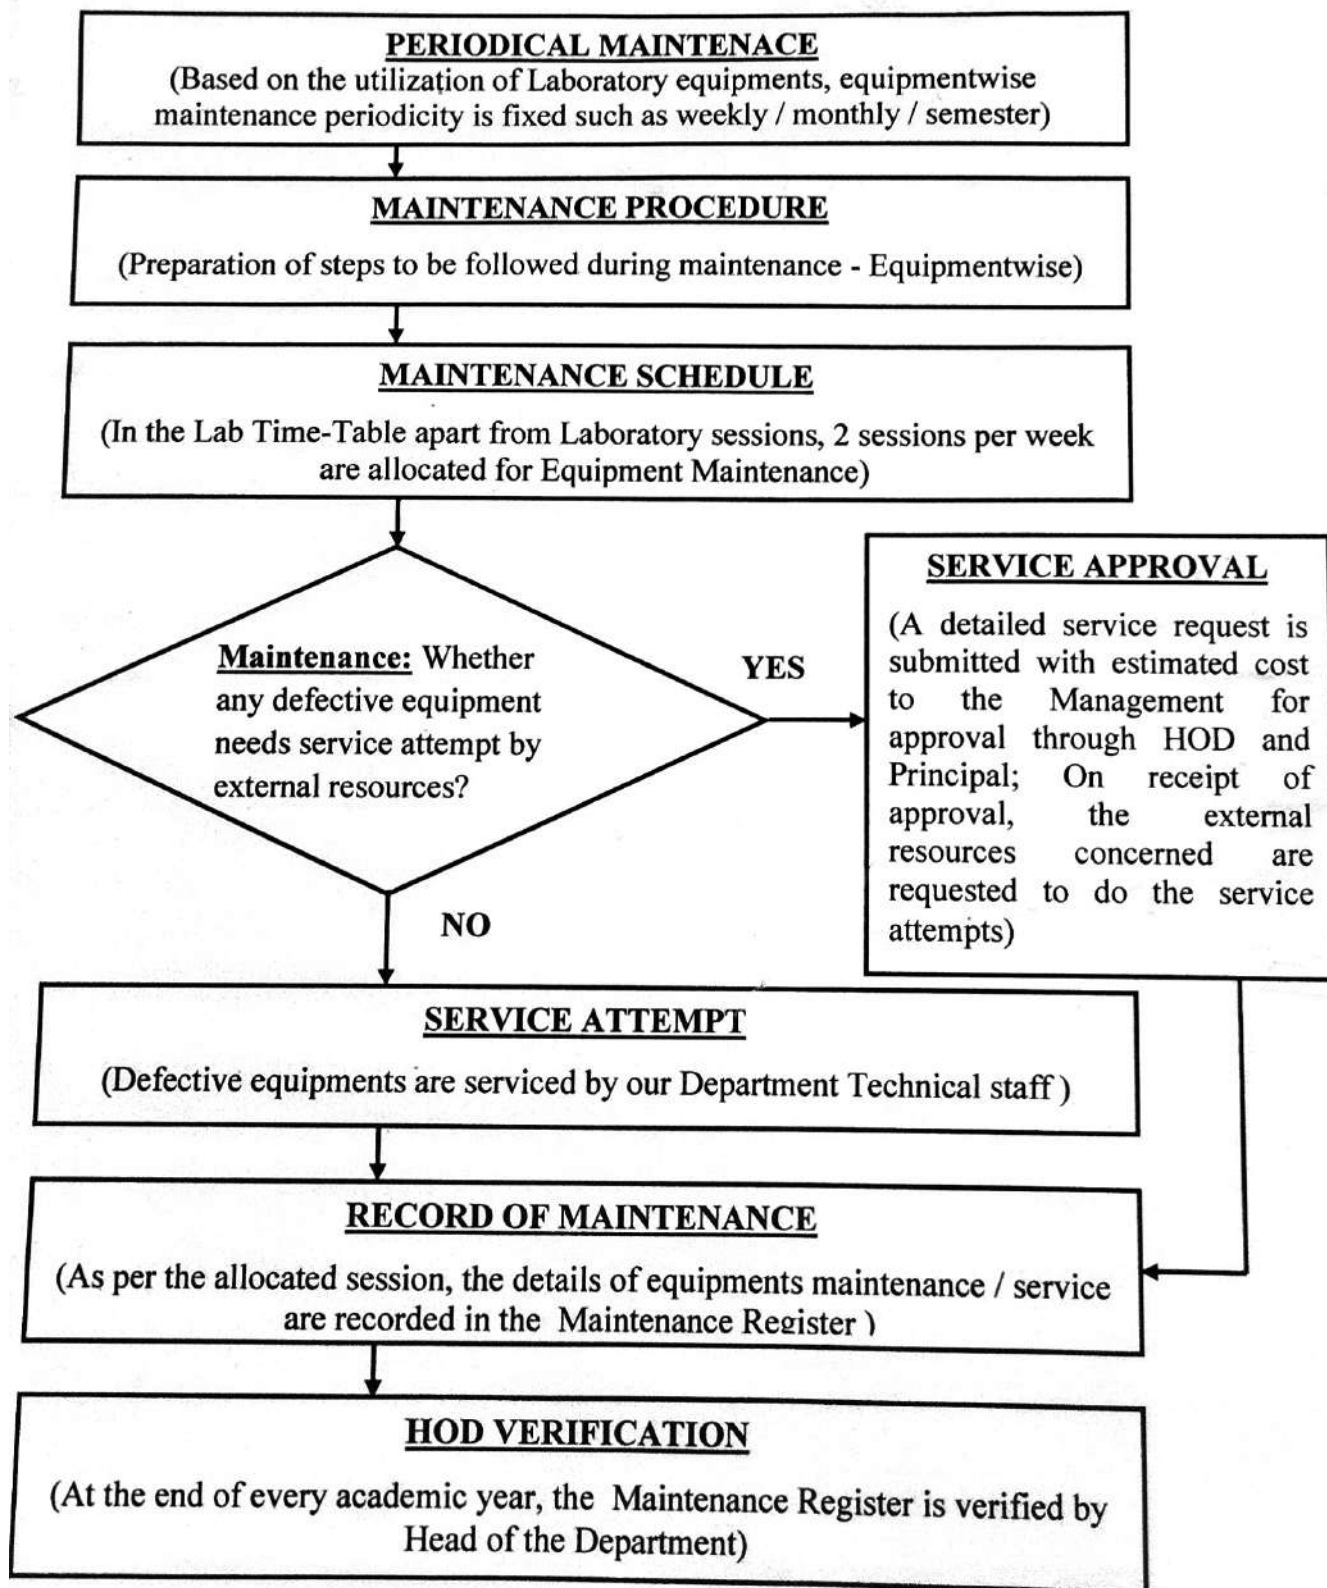 PERIODICAL MAINTENACE
(Based on the utilization of Laboratory equipments, equipmentwise
maintenance periodicity is fixed such as weekly / monthly / semester)
MAINTENANCE PROCEDURE
(Preparation of steps to be followed during maintenance - Equipmentwise)
MAINTENANCE SCHEDULE
(In the Lab Time-Table apart from Laboratory sessions, 2 sessions per week
are allocated for Equipment Maintenance)
Maintenance: Whether
any defective equipment
needs service attempt by
external resources?
YES
SERVICE APPROVAL
(A detailed service request is
submitted with estimated cost
to the Management for
approval through HOD and
Principal; On receipt of
approval, the external
resources concerned are
requested to do the service
attempts)
NO
SERVICE ATTEMPT
(Defective equipments are serviced by our Department Technical staff )
RECORD OF MAINTENANCE
(As per the allocated session, the details of equipments maintenance / service
are recorded in the Maintenance Register )
HOD VERIFICATION
(At the end of every academic year, the Maintenance Register is verified by
Head of the Department)